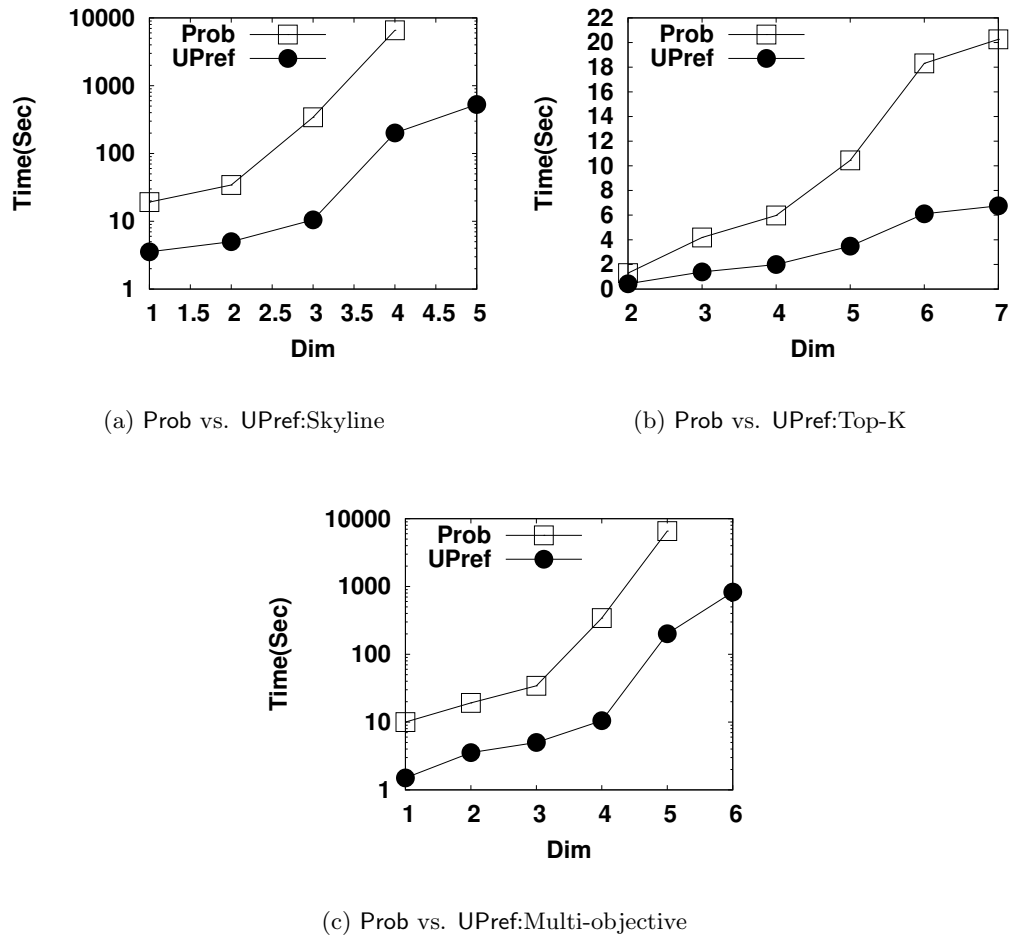 10000
1000
100
10
1
Time(Sec)
Prob
UPref
1 1.5 2 2.5 3 3.5 4 4.5 5
Dim
(a) Prob vs. UPref:Skyline
22
20
18
16
14
12
10
8
6
4
2
0
Time(Sec)
Prob
UPref
2 3 4 5 6 7
Dim
(b) Prob vs. UPref:Top-K
10000
1000
100
10
1
Time(Sec)
Prob
UPref
1 2 3 4 5 6
Dim
(c) Prob vs. UPref:Multi-objective